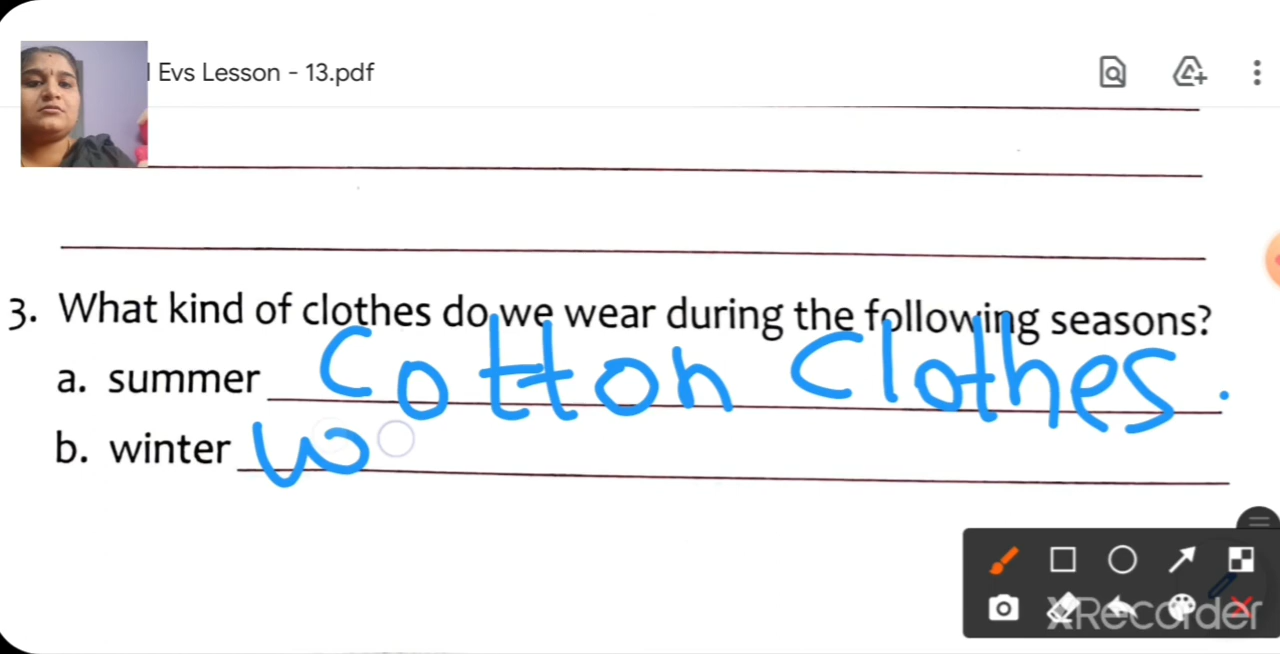 Evs Lesson - 13.pdf
3. What kind of clothes do we wear during the following seasons?
a. summer Cotton Clothes.
b. winter wo
XRecorder